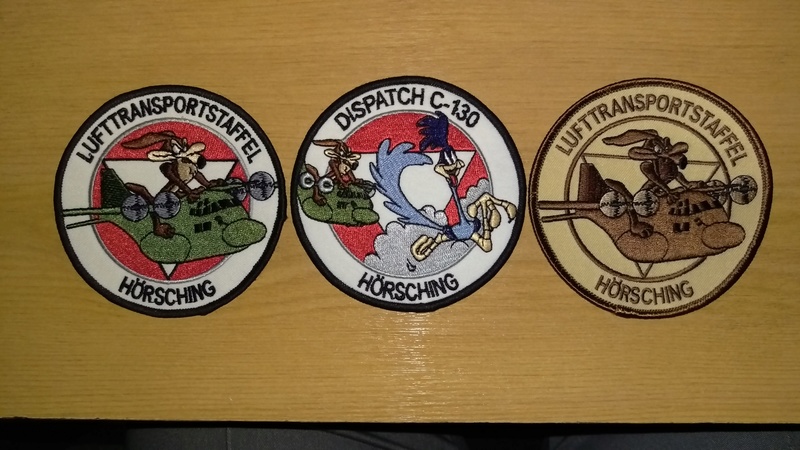 LUFTTRANSPORTSTAFFEL
HÖRSCHING
DISPATCH C-130
HÖRSCHING
LUFTTRANSPORTSTAFFEL
HÖRSCHING